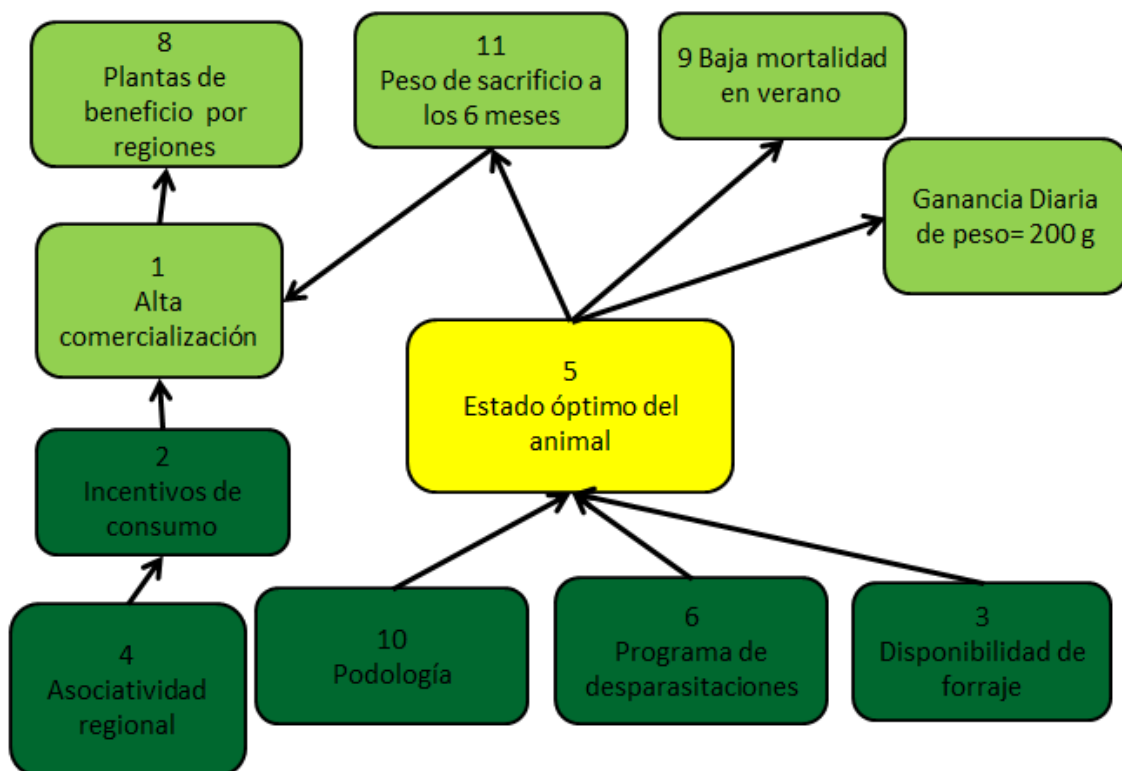 8
Plantas de
beneficio por
regiones
11
Peso de sacrificio a
los 6 meses
9 Baja mortalidad
en verano
Ganancia Diaria
de peso= 200 g
1
Alta
comercialización
5
Estado óptimo del
animal
2
Incentivos de
consumo
4
Asociatividad
regional
10
Podología
6
Programa de
desparasitaciones
3
Disponibilidad de
forraje